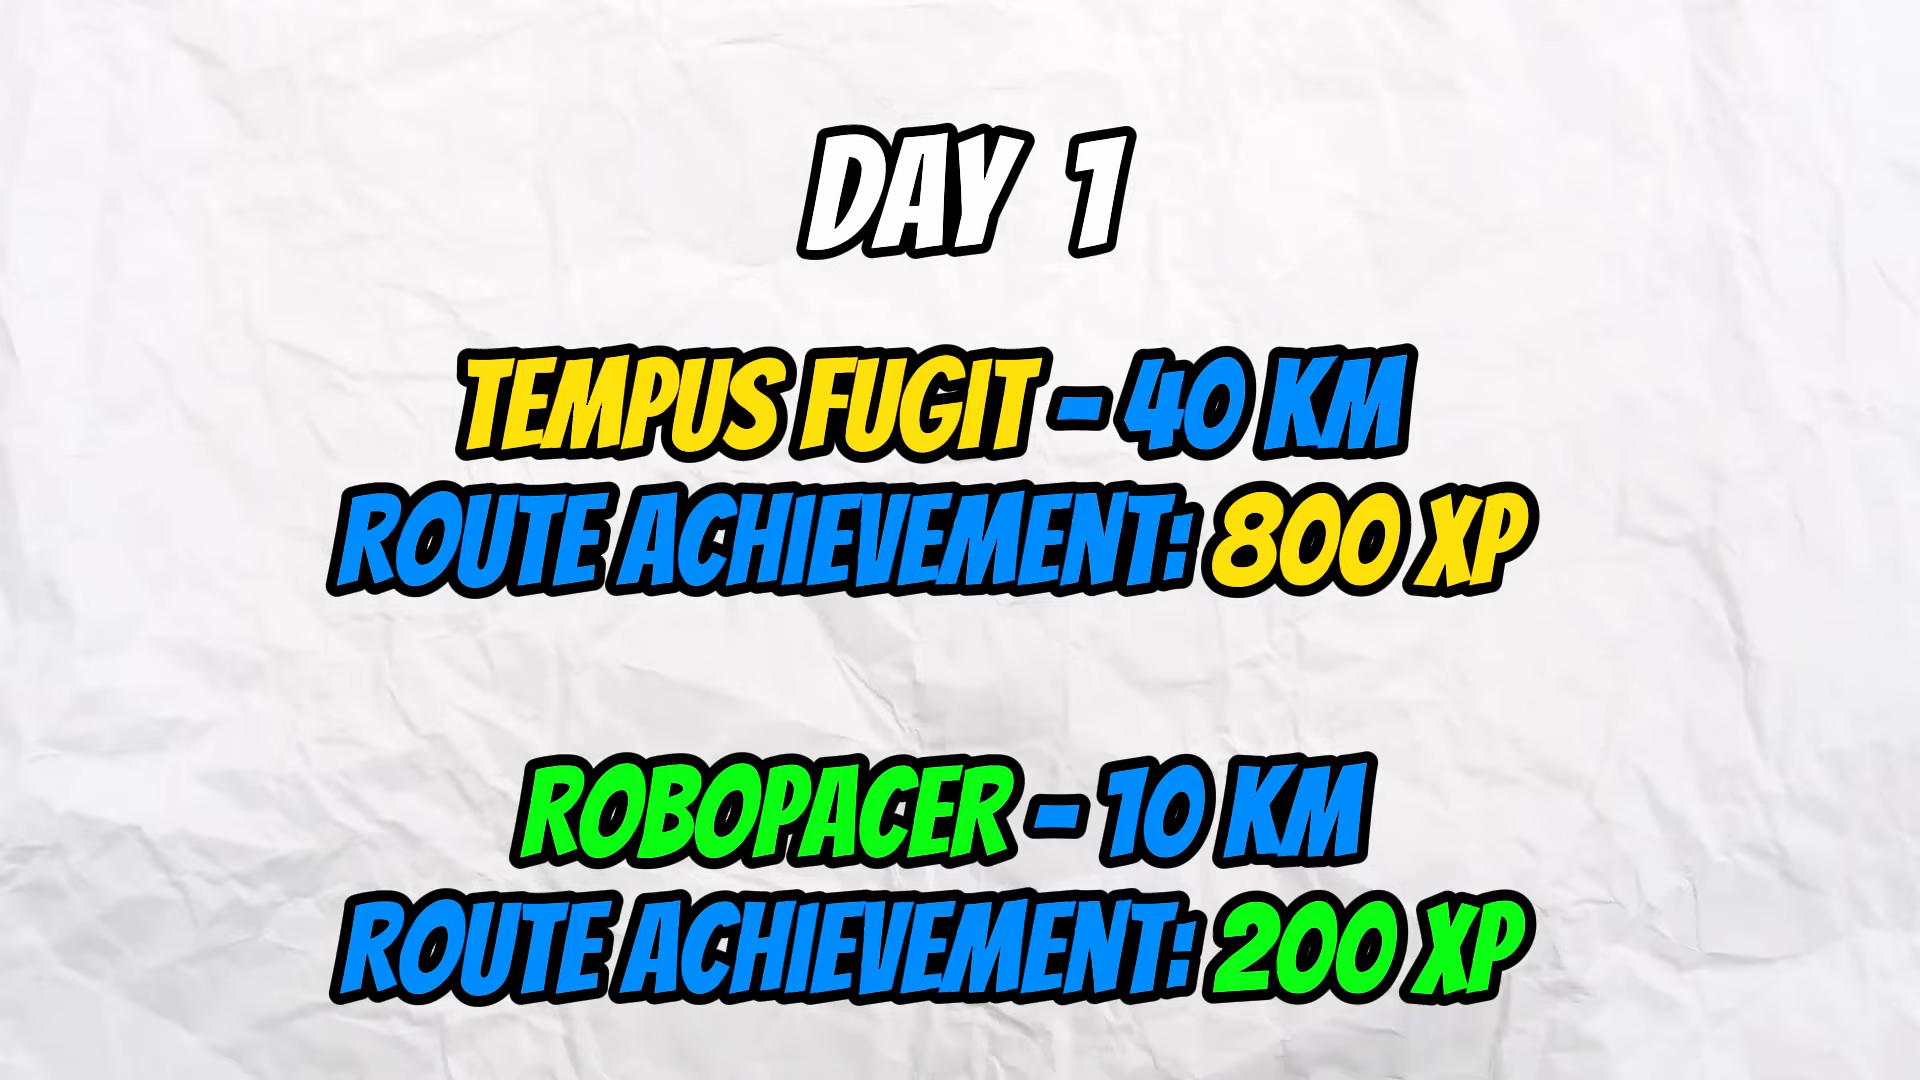 DAY 1
TEMPUS FUGIT - 40 KM
ROUTE ACHIEVEMENT: 800 XP
ROBOPACER - 10 KM
ROUTE ACHIEVEMENT: 200 XP